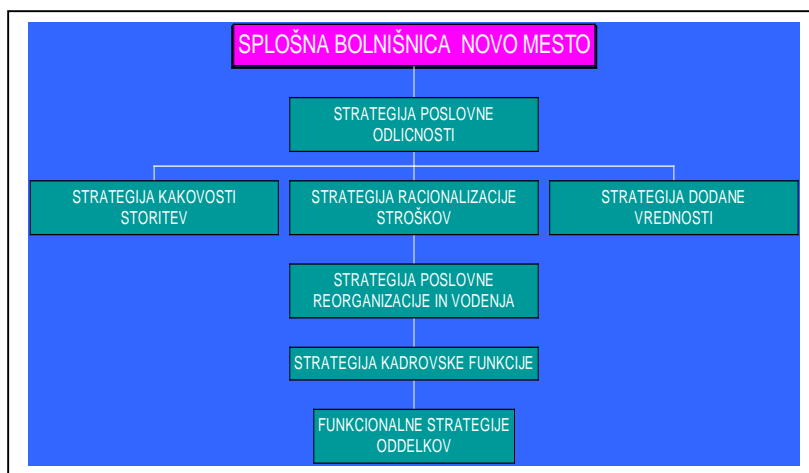 SPLOŠNA BOLNIŠNICA NOVO MESTO
STRATEGIJA POSLOVNE
ODLICNOSTI
STRATEGIJA KAKOVOSTI
STORITEV
STRATEGIJA RACIONALIZACIJE
STROŠKOV
STRATEGIJA DODANE
VREDNOSTI
STRATEGIJA POSLOVNE
REORGANIZACIJE IN VODENJA
STRATEGIJA KADROVSKE FUNKCIJE
FUNKCIONALNE STRATEGIJE
ODDELKOV